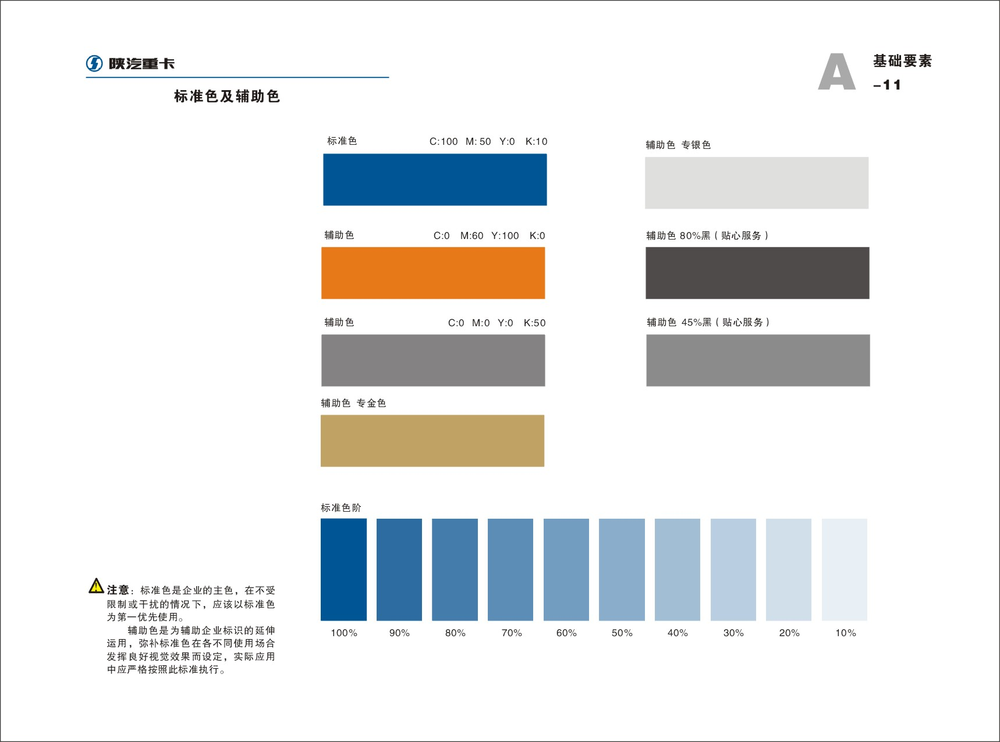 陕汽重卡
标准色及辅助色
A
基础要素
-11
标准色 C:100 M:50 Y:0 K:10
辅助色 专银色
辅助色 C:0 M:60 Y:100 K:0
辅助色 80%黑(贴心服务)
辅助色 C:0 M:0 Y:0 K:50
辅助色 45%黑(贴心服务)
辅助色 专金色
标准色阶
100% 90% 80% 70% 60% 50% 40% 30% 20% 10%
注意：标准色是企业的主色，在不受
限制或干扰的情况下，应该以标准色
为第一优先使用。
辅助色是为辅助企业标识的延伸
运用，弥补标准色在各不同使用场合
发挥良好视觉效果而设定，实际应用
中应严格按照此标准执行。